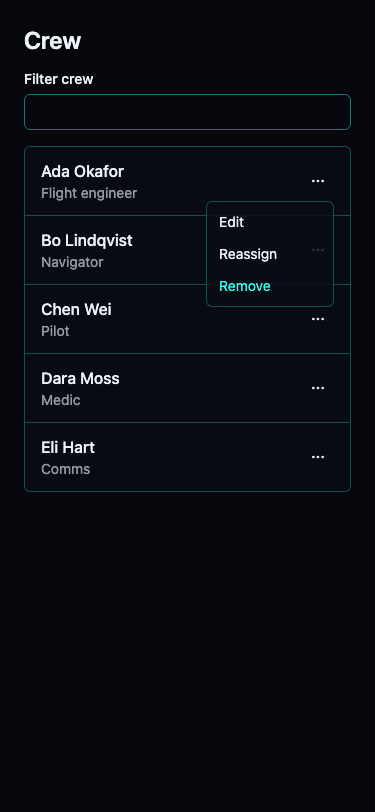 Crew
Filter crew
Ada Okafor
Flight engineer
...
Edit
Reassign
Remove
Bo Lindqvist
Navigator
...
Chen Wei
Pilot
...
Dara Moss
Medic
...
Eli Hart
Comms
...